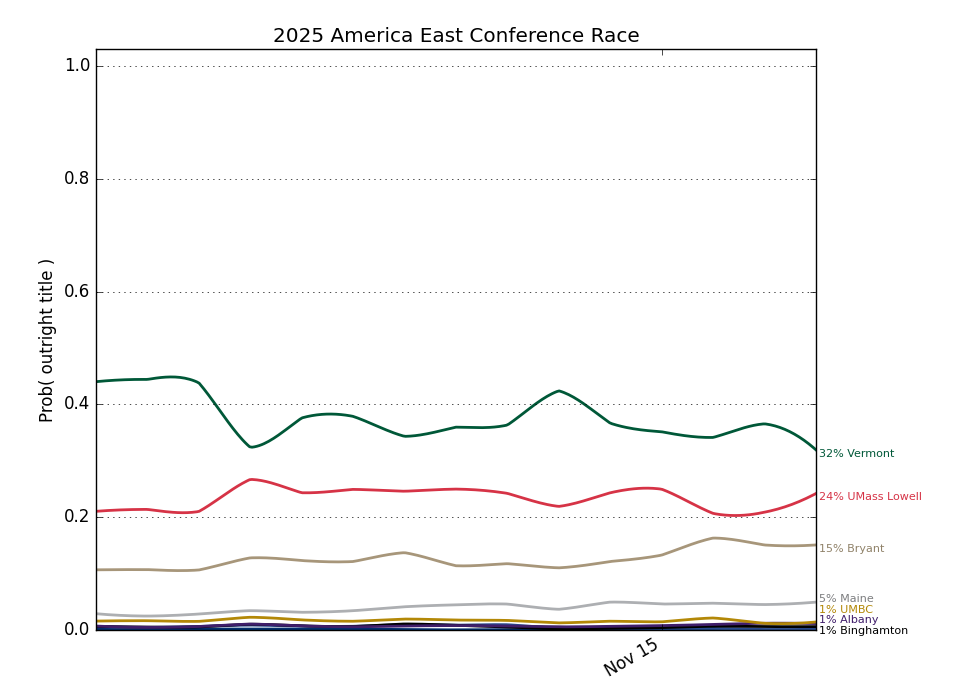 2025 America East Conference Race
Prob( outright title )
1.0
0.8
0.6
0.4
0.2
0.0
32% Vermont
24% UMass Lowell
15% Bryant
5% Maine
1% UMBC
1% Albany
1% Binghamton
Nov 15